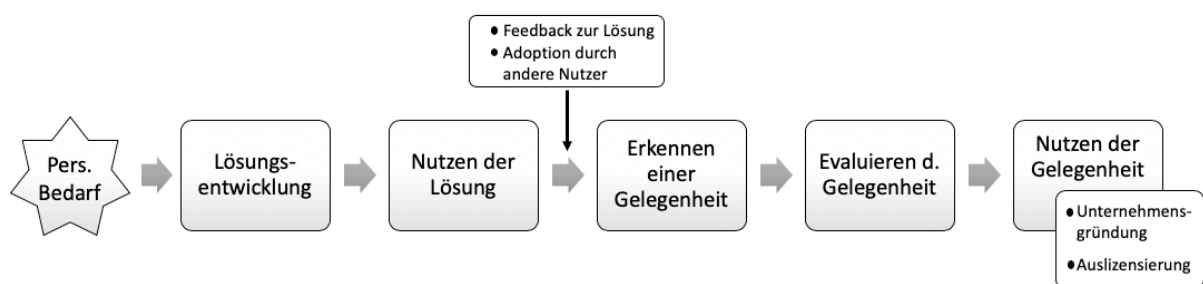 • Feedback zur Lösung
• Adoption durch
andere Nutzer
Pers.
Bedarf
Lösungs-
entwicklung
Nutzen der
Lösung
Erkennen
einer
Gelegenheit
Evaluieren d.
Gelegenheit
Nutzen der
Gelegenheit
• Unternehmens-
gründung
• Auslizensierung